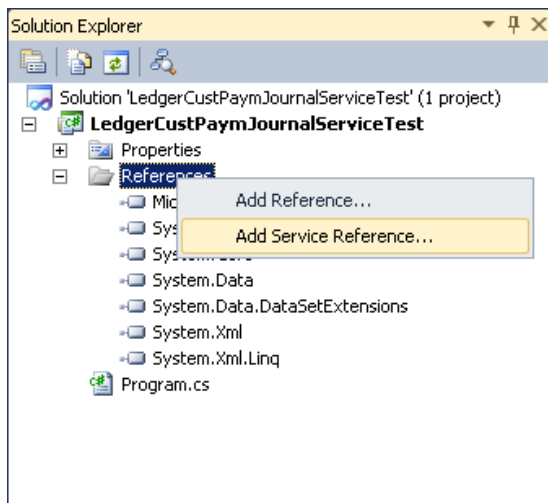 Solution Explorer
Solution 'LedgerCustPaymJournalServiceTest' (1 project)
LedgerCustPaymJournalServiceTest
Properties
References
Add Reference...
Add Service Reference...
System.Data
System.Data.DataSetExtensions
System.Xml
System.Xml.Linq
Program.cs